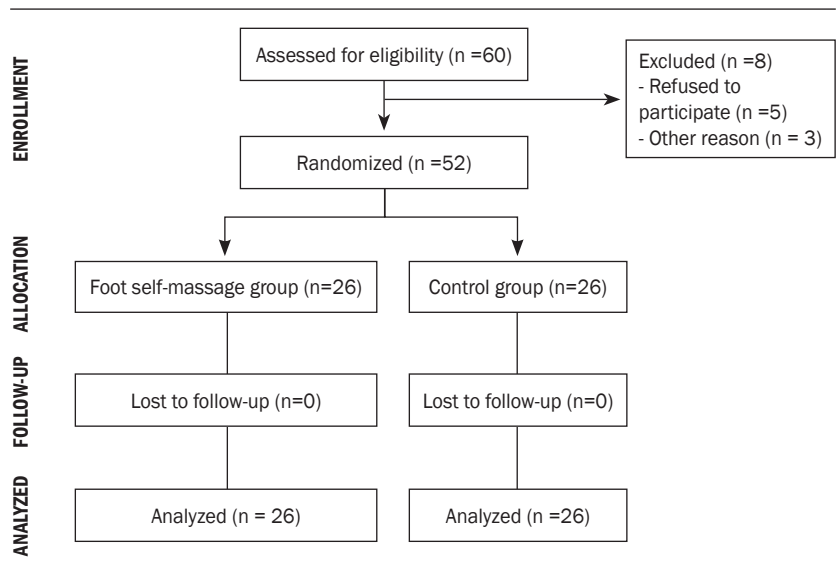 ENROLLMENT
Assessed for eligibility (n =60)
Excluded (n =8)
- Refused to
participate (n =5)
- Other reason (n = 3)
Randomized (n =52)
ALLOCATION
Foot self-massage group (n=26)
Control group (n=26)
FOLLOW-UP
Lost to follow-up (n=0)
Lost to follow-up (n=0)
ANALYZED
Analyzed (n = 26)
Analyzed (n =26)